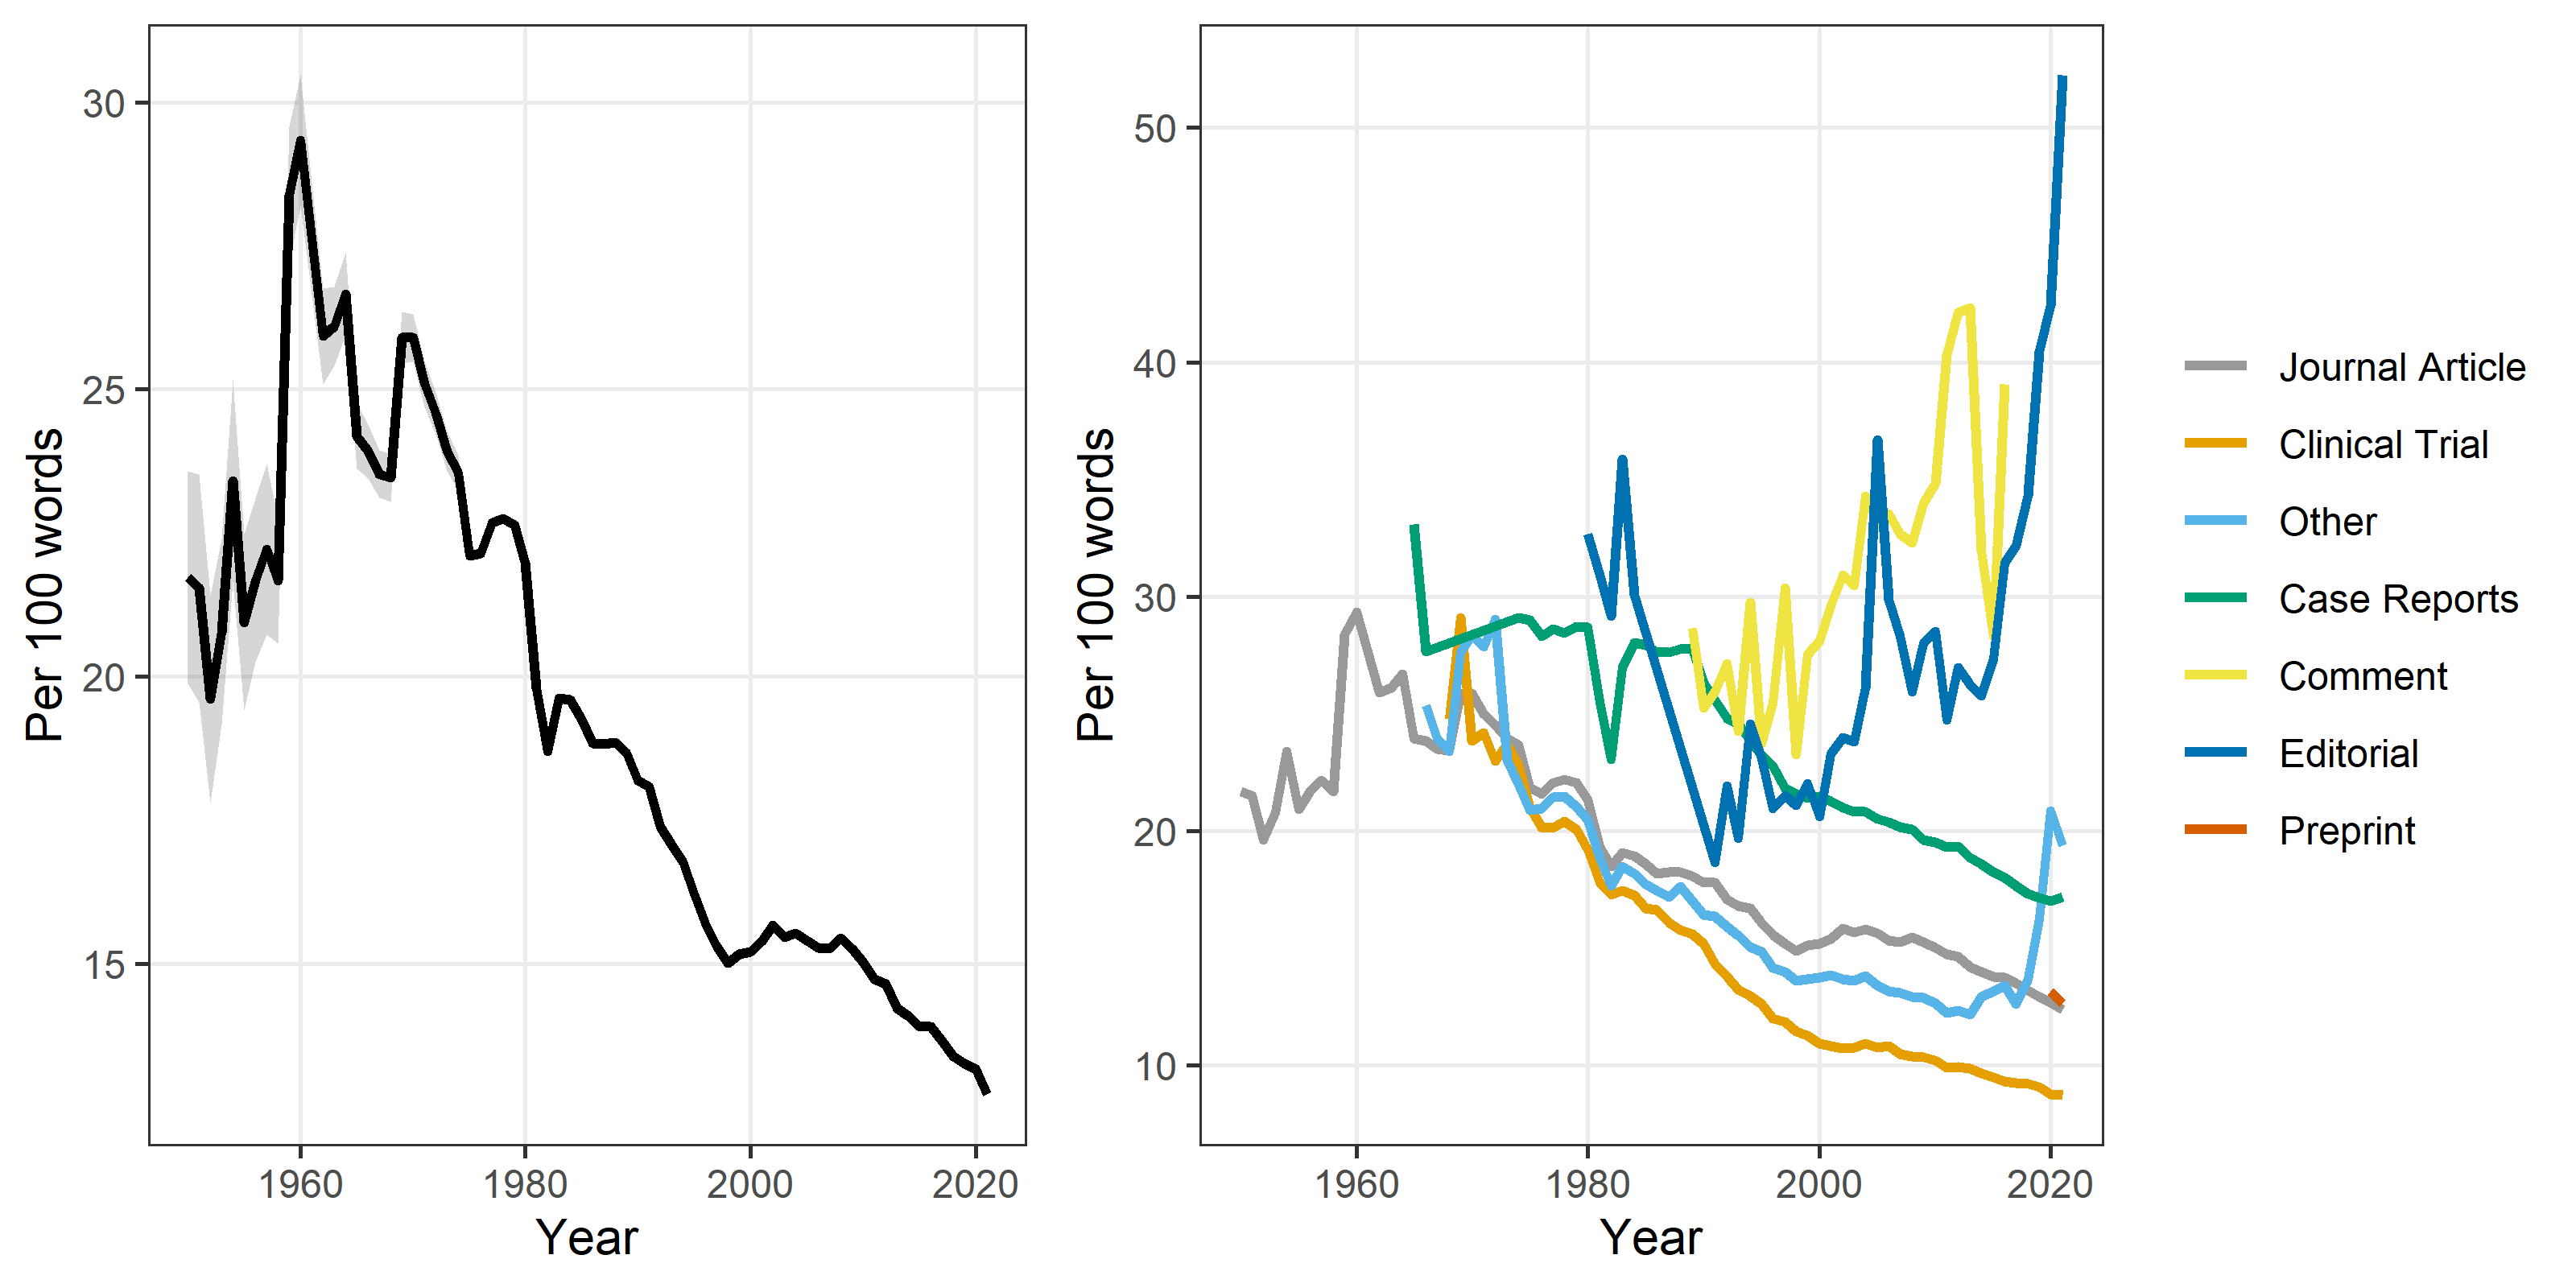 Per 100 words
30
25
20
15
1960
1980
2000
2020
Year
Per 100 words
50
40
30
20
10
1960
1980
2000
2020
Year
Journal Article
Clinical Trial
Other
Case Reports
Comment
Editorial
Preprint